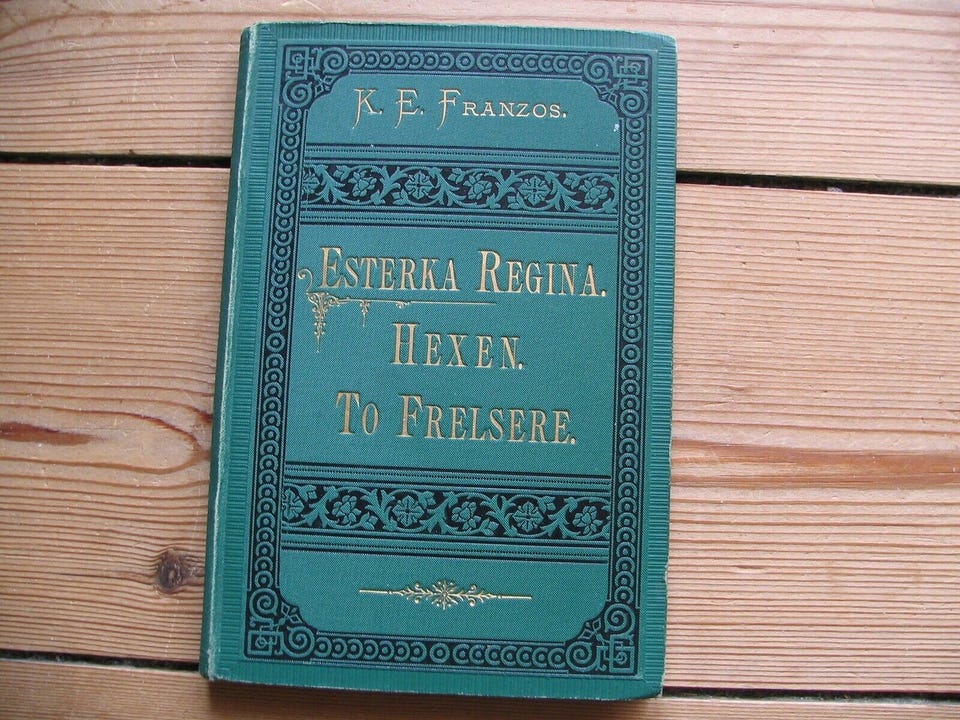 K. E. FRANZOS.
ESTERKA REGINA.
HEXEN.
TO FRELSERE.